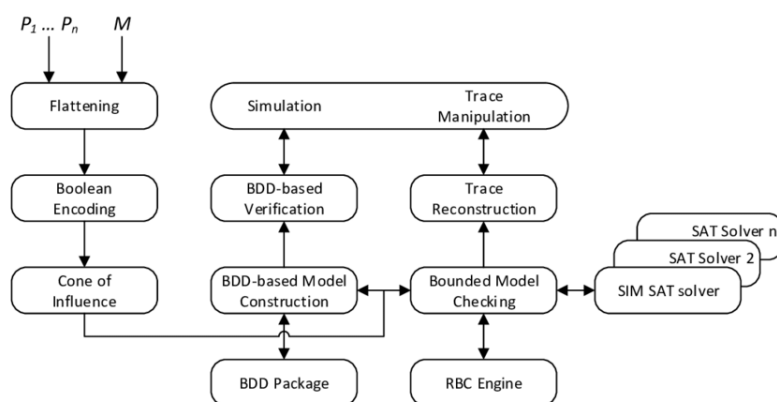 P1 ... Pn M
Flattening
Simulation
Trace
Manipulation
Boolean
Encoding
BDD-based
Verification
Trace
Reconstruction
SAT Solver n
SAT Solver 2
SIM SAT solver
Cone of
Influence
BDD-based Model
Construction
Bounded Model
Checking
BDD Package
RBC Engine